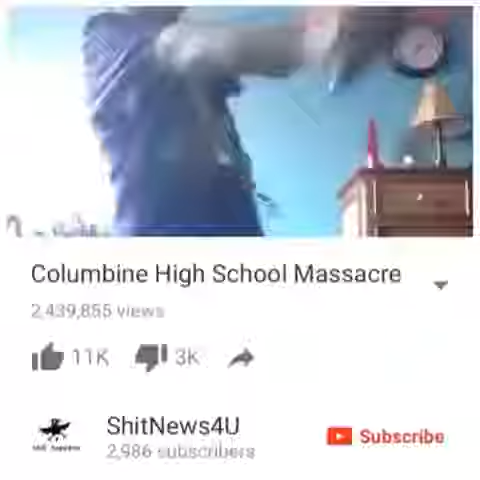 Columbine High School Massacre
2,439,855 views
11K 3K
ShitNews4U
2,986 subscribers
Subscribe